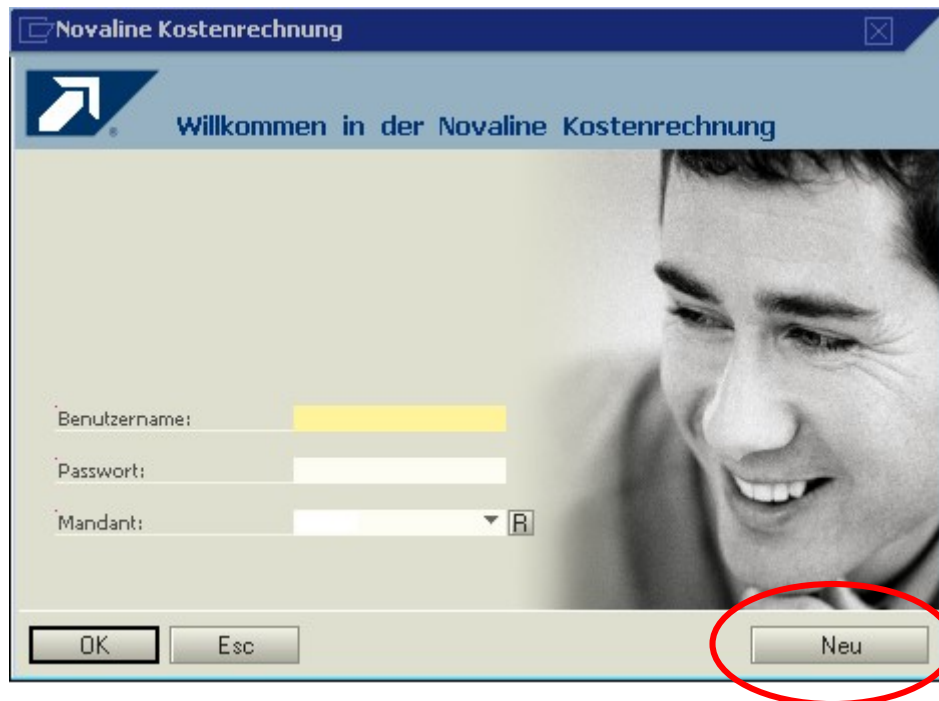 Novaline Kostenrechnung
Willkommen in der Novaline Kostenrechnung
Benutzername:
Passwort:
Mandant:
R
OK Esc Neu